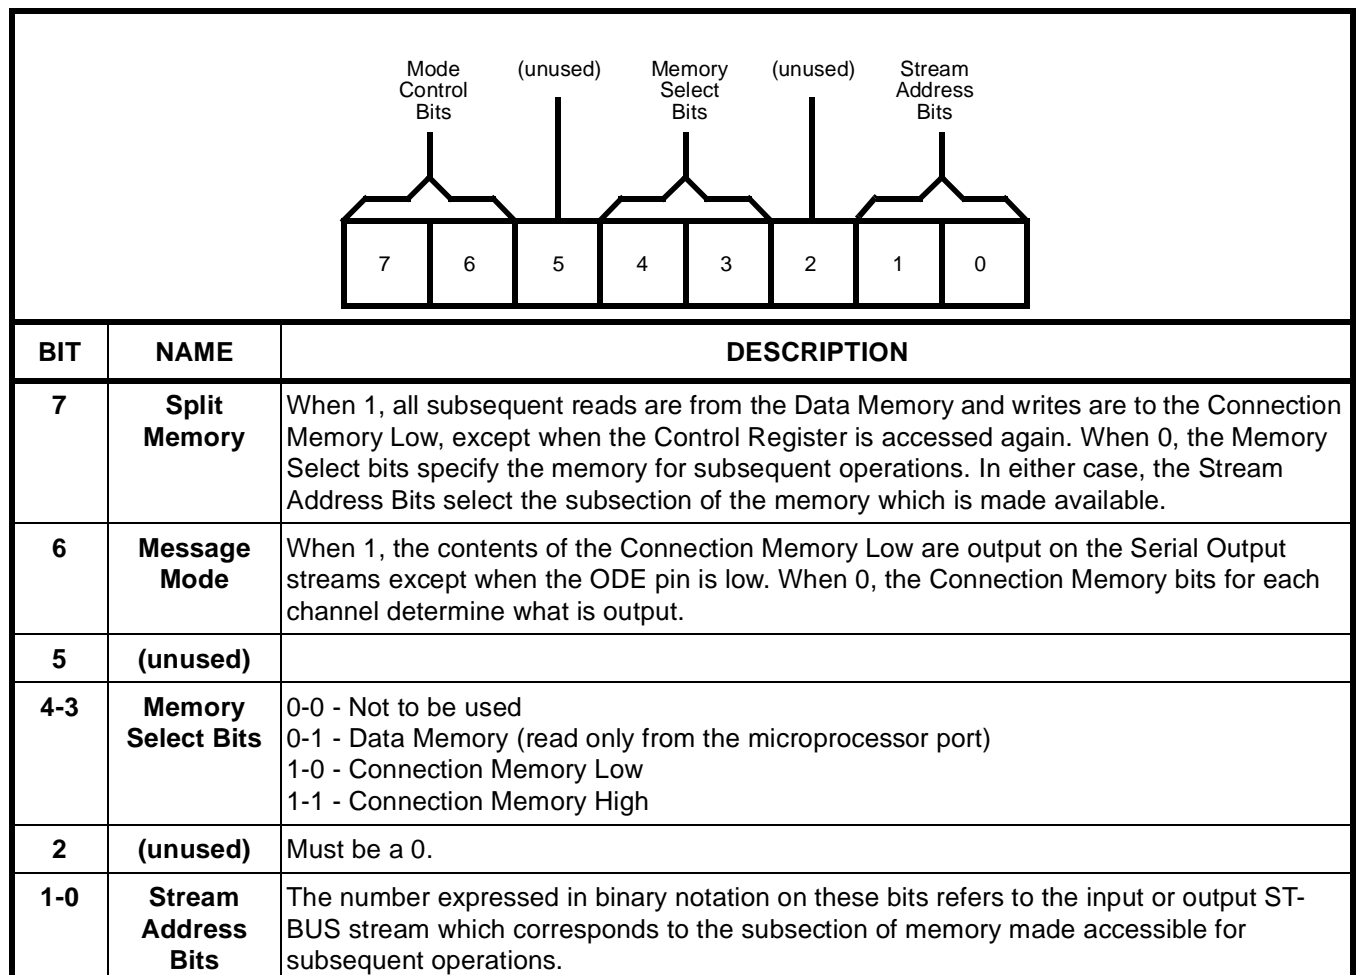 Mode
Control
Bits
(unused)
Memory
Select
Bits
(unused)
Stream
Address
Bits
7 6 5 4 3 2 1 0
BIT NAME DESCRIPTION
7 Split Memory
When 1, all subsequent reads are from the Data Memory and writes are to the Connection
Memory Low, except when the Control Register is accessed again. When 0, the Memory
Select bits specify the memory for subsequent operations. In either case, the Stream
Address Bits select the subsection of the memory which is made available.
6 Message Mode
When 1, the contents of the Connection Memory Low are output on the Serial Output
streams except when the ODE pin is low. When 0, the Connection Memory bits for each
channel determine what is output.
5 (unused)
4-3 Memory Select Bits
0-0 - Not to be used
0-1 - Data Memory (read only from the microprocessor port)
1-0 - Connection Memory Low
1-1 - Connection Memory High
2 (unused) Must be a 0.
1-0 Stream Address Bits
The number expressed in binary notation on these bits refers to the input or output ST-
BUS stream which corresponds to the subsection of memory made accessible for
subsequent operations.